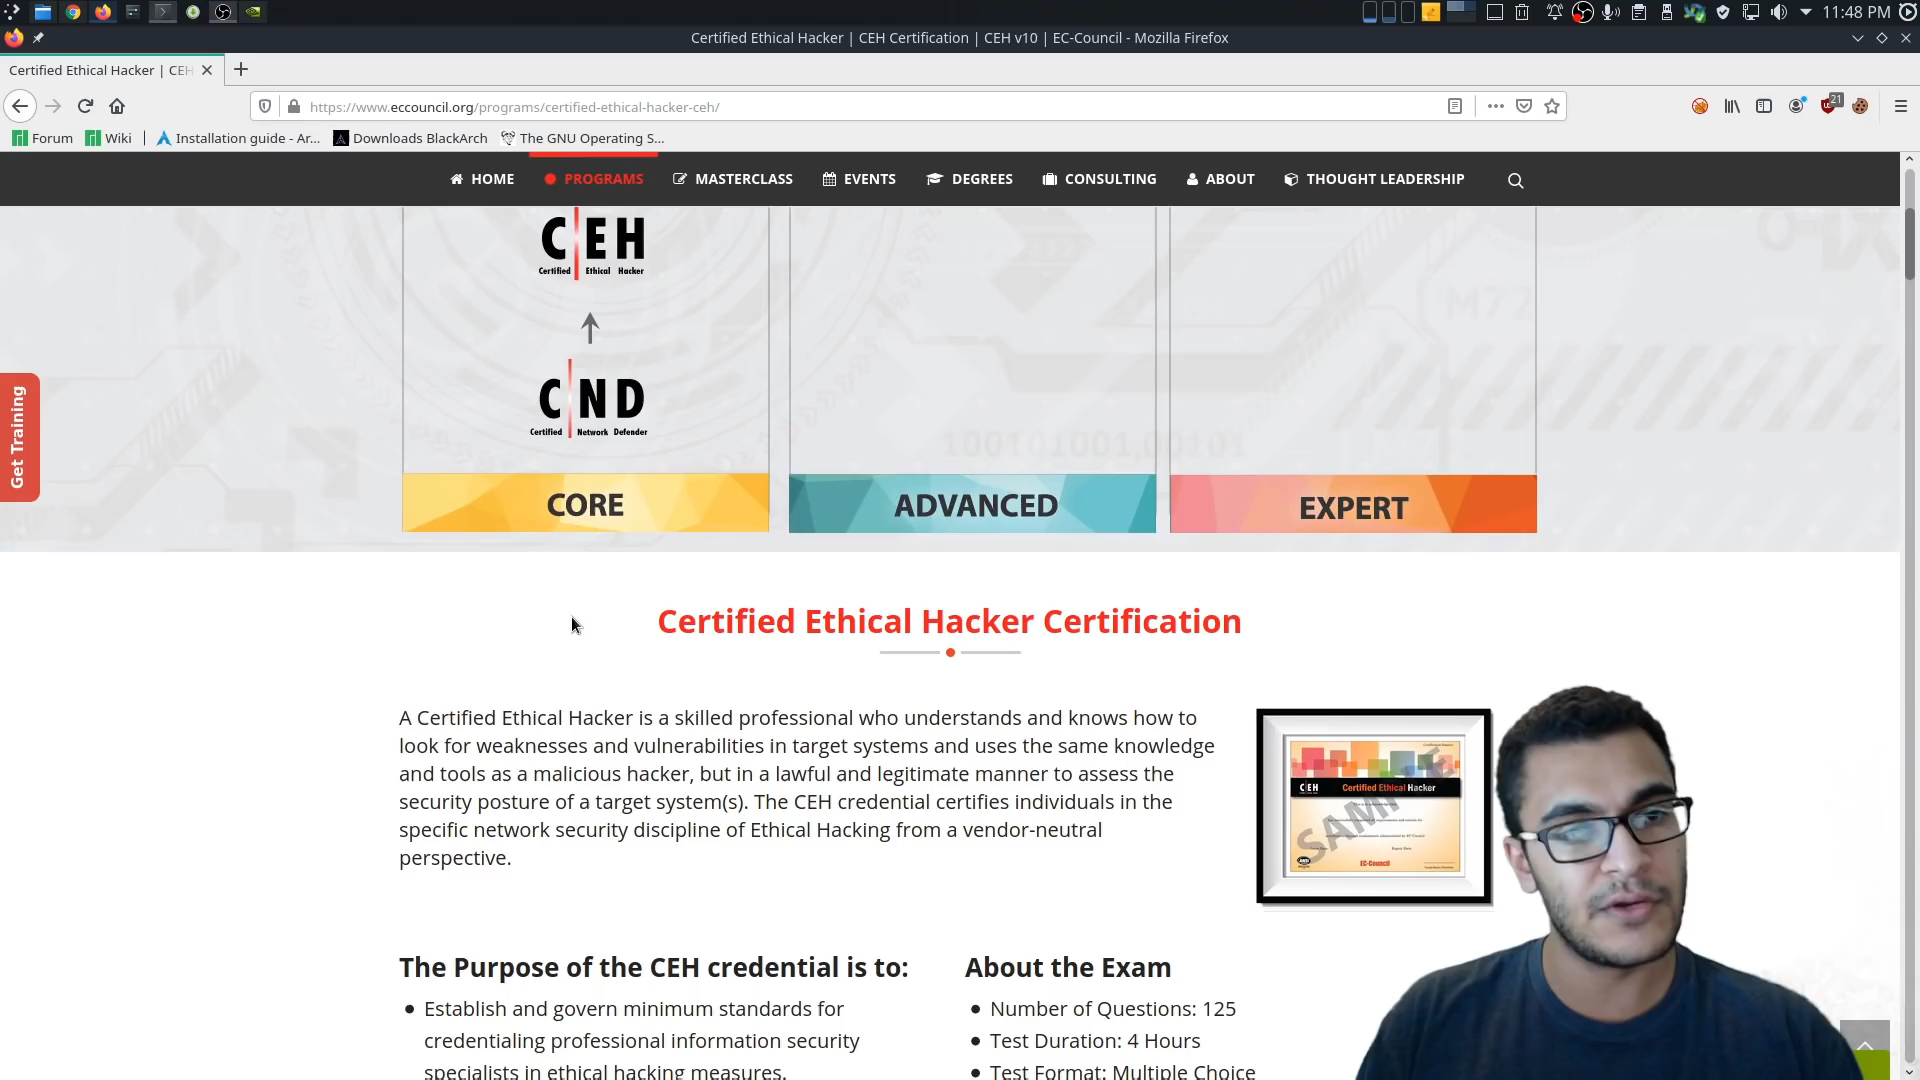 11:48 PM
Certified Ethical Hacker | CEH Certification | CEH v10 | EC-Council - Mozilla Firefox
Certified Ethical Hacker | CEH
https://www.eccouncil.org/programs/certified-ethical-hacker-ceh/
21
Forum Wiki Installation guide - Ar... Downloads BlackArch The GNU Operating S...
HOME PROGRAMS MASTERCLASS EVENTS DEGREES CONSULTING ABOUT THOUGHT LEADERSHIP
C EH
Certified Ethical Hacker
M72
C ND
Certified Network Defender
100101001,00101
Get Training
CORE ADVANCED EXPERT
Certified Ethical Hacker Certification
A Certified Ethical Hacker is a skilled professional who understands and knows how to
look for weaknesses and vulnerabilities in target systems and uses the same knowledge
and tools as a malicious hacker, but in a lawful and legitimate manner to assess the
security posture of a target system(s). The CEH credential certifies individuals in the
specific network security discipline of Ethical Hacking from a vendor-neutral
perspective.
C EH Certified Ethical Hacker
SAMPLE
EC-Council
The Purpose of the CEH credential is to:
• Establish and govern minimum standards for
credentialing professional information security
specialists in ethical hacking measures.
About the Exam
• Number of Questions: 125
• Test Duration: 4 Hours
• Test Format: Multiple Choice